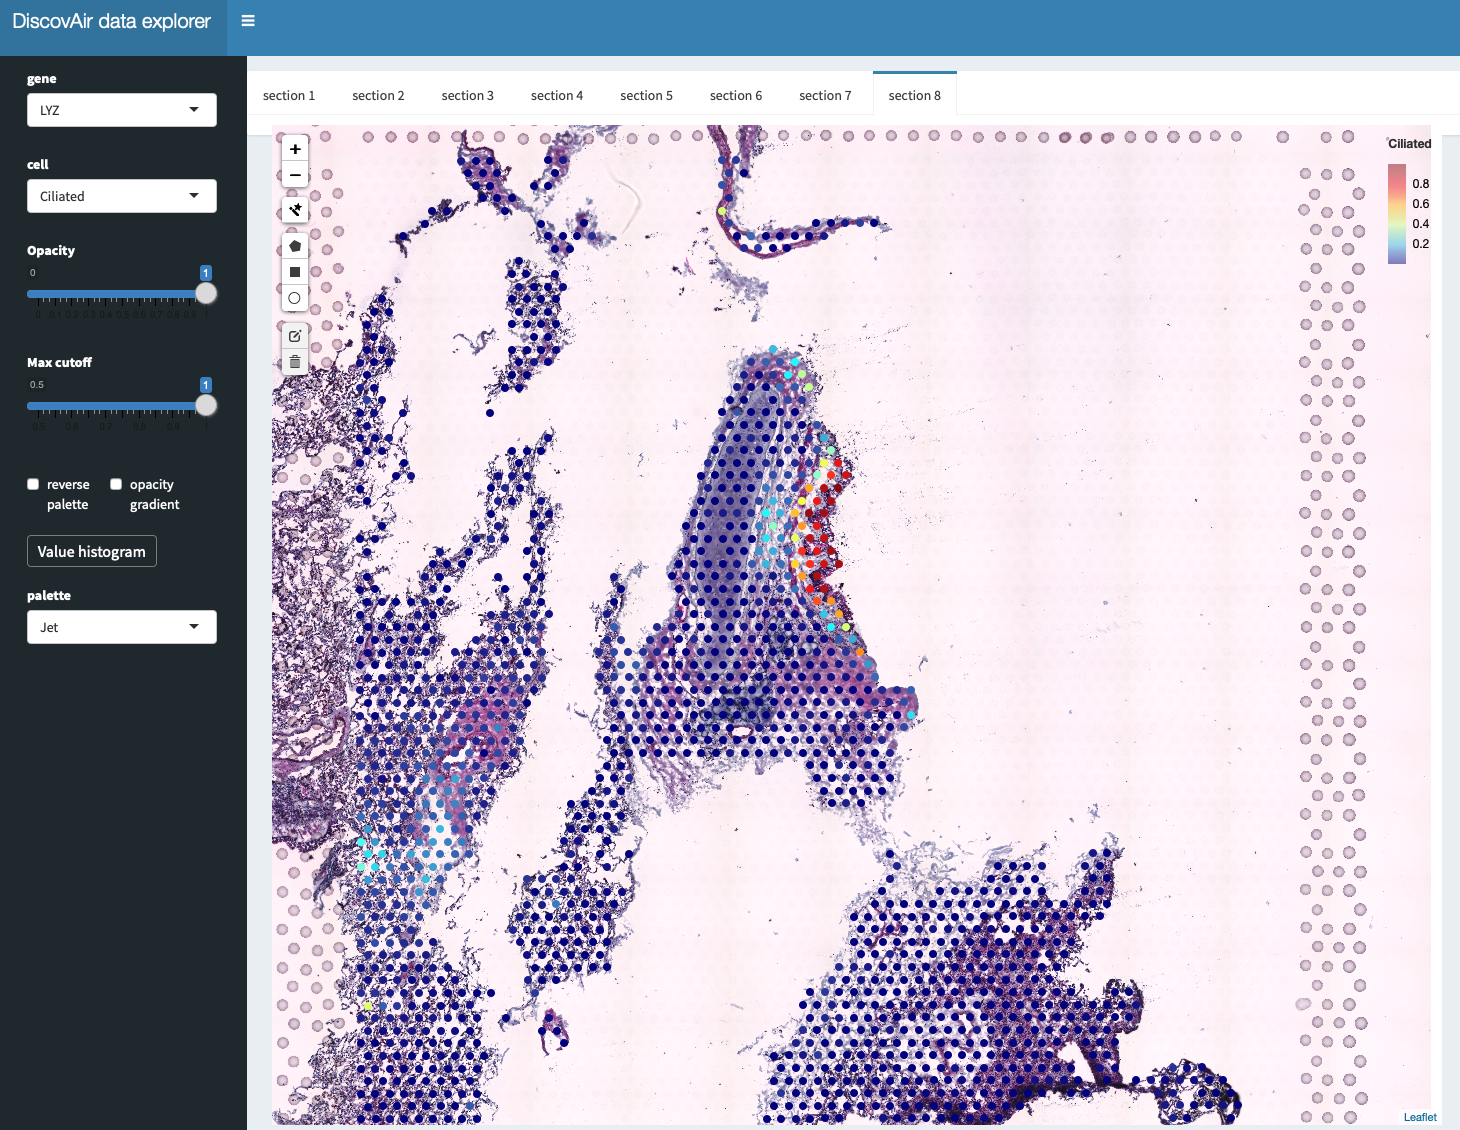 DiscovAir data explorer
gene
LYZ
cell
Ciliated
Opacity
0
1
0 0.1 0.2 0.3 0.4 0.5 0.6 0.7 0.8 0.9 1
Max cutoff
0.5
1
0.5 0.6 0.7 0.8 0.9 1
reverse palette
opacity gradient
Value histogram
palette
Jet
section 1 section 2 section 3 section 4 section 5 section 6 section 7 section 8
+
−
Ciliated
0.8
0.6
0.4
0.2
Leaflet